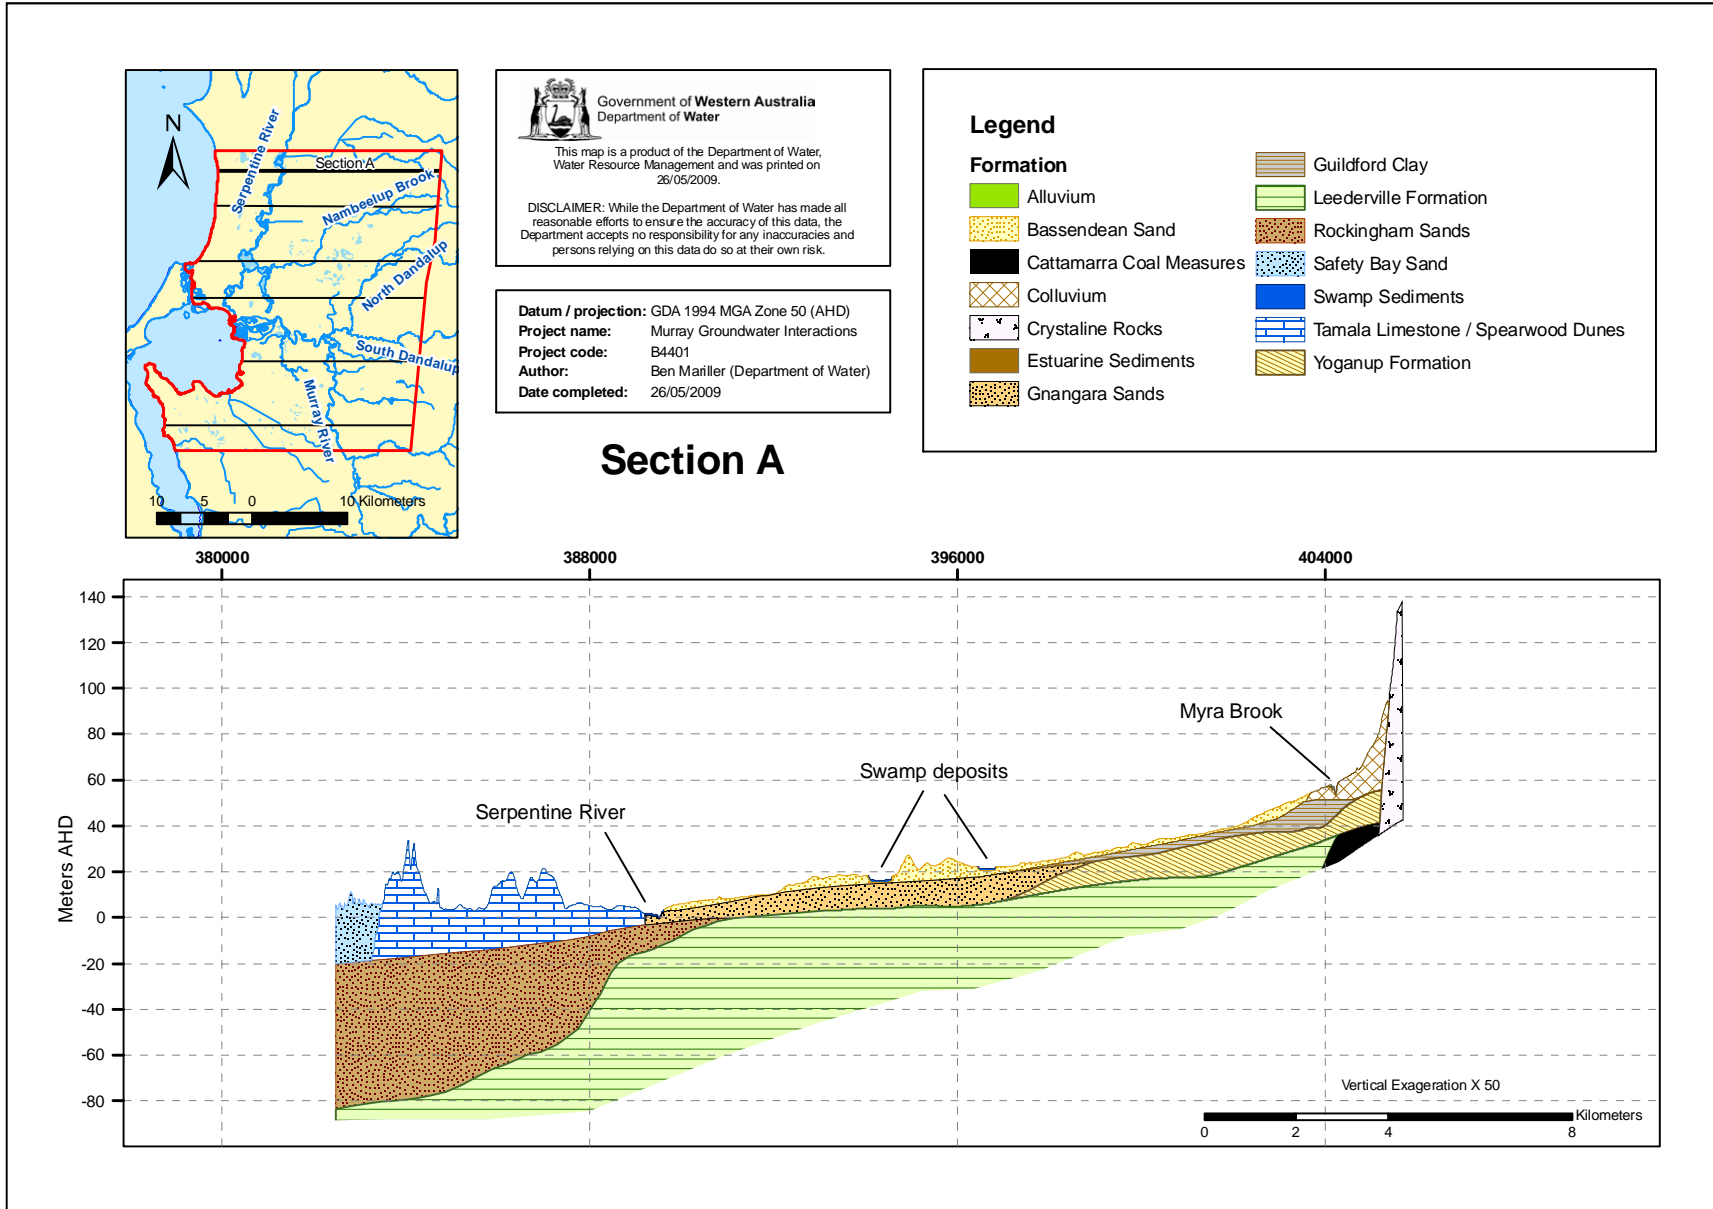 N
Section A
Serpentine River
Nambeelup Brook
North Dandalup
South Dandalup
Murray River
10 5 0 10 Kilometers
Government of Western Australia
Department of Water
This map is a product of the Department of Water,
Water Resource Management and was printed on
26/05/2009.
DISCLAIMER: While the Department of Water has made all
reasonable efforts to ensure the accuracy of this data, the
Department accepts no responsibility for any inaccuracies and
persons relying on this data do so at their own risk.
Datum / projection: GDA 1994 MGA Zone 50 (AHD)
Project name: Murray Groundwater Interactions
Project code: B4401
Author: Ben Mariller (Department of Water)
Date completed: 26/05/2009
Section A
Legend
Formation
Alluvium
Bassendean Sand
Cattamarra Coal Measures
Colluvium
Crystaline Rocks
Estuarine Sediments
Gnangara Sands
Guildford Clay
Leederville Formation
Rockingham Sands
Safety Bay Sand
Swamp Sediments
Tamala Limestone / Spearwood Dunes
Yoganup Formation
380000 388000 396000 404000
Meters AHD
140
120
100
80
60
40
20
0
-20
-40
-60
-80
Myra Brook
Swamp deposits
Serpentine River
Vertical Exageration X 50
Kilometers
0 2 4 8